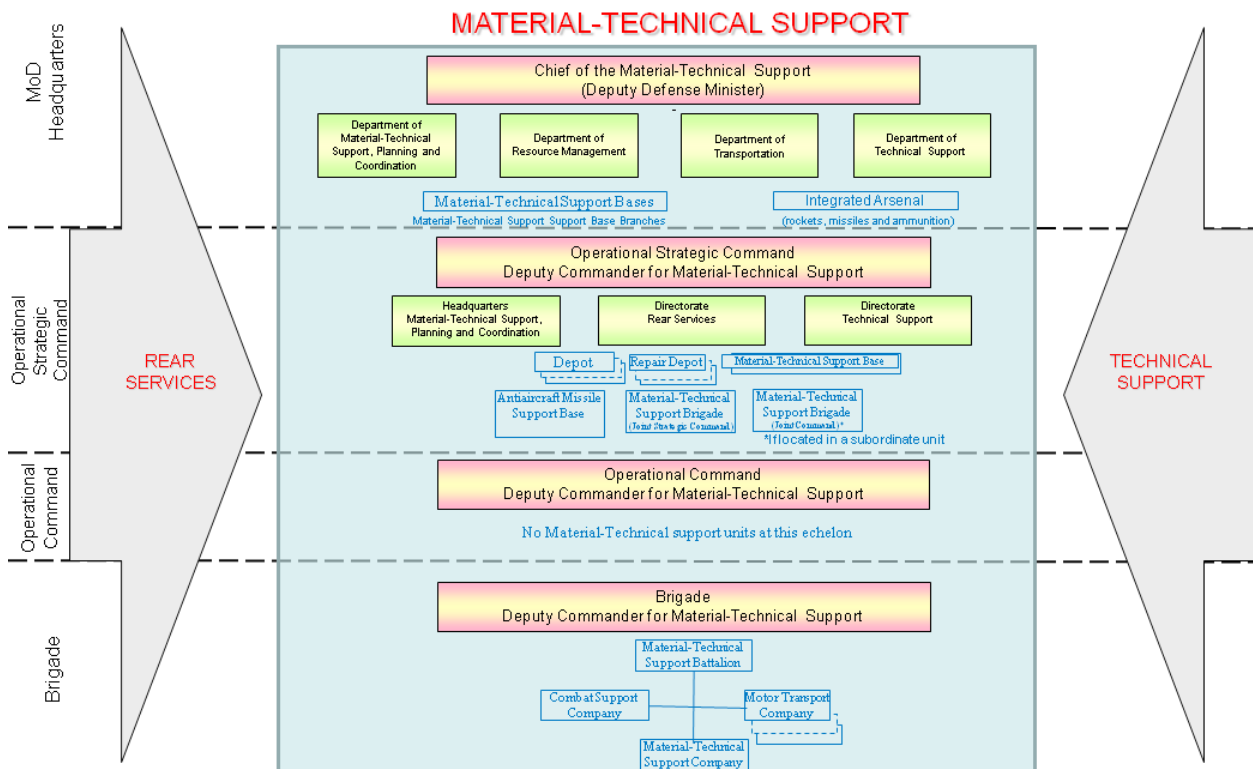 MATERIAL-TECHNICAL SUPPORT
MoD
Headquarters
Chief of the Material-Technical Support
(Deputy Defense Minister)
Department of
Material-Technical
Support, Planning and
Coordination
Department of
Resource Management
Department of
Transportation
Department of
Technical Support
Material-Technical Support Bases
Material-Technical Support Support Base Branches
Integrated Arsenal
(rockets, missiles and ammunition)
Operational
Strategic
Command
Operational Strategic Command
Deputy Commander for Material-Technical Support
Headquarters
Material-Technical Support,
Planning and Coordination
Directorate
Rear Services
Directorate
Technical Support
REAR
SERVICES
TECHNICAL
SUPPORT
Depot
Repair Depot
Material-Technical Support Base
Antiaircraft Missile
Support Base
Material-Technical
Support Brigade
(Joint Strategic Command)
Material-Technical
Support Brigade
(Joint Command)*
*If located in a subordinate unit
Operational
Command
Operational Command
Deputy Commander for Material-Technical Support
No Material-Technical support units at this echelon
Brigade
Brigade
Deputy Commander for Material-Technical Support
Material-Technical
Support Battalion
Combat Support
Company
Motor Transport
Company
Material-Technical
Support Company